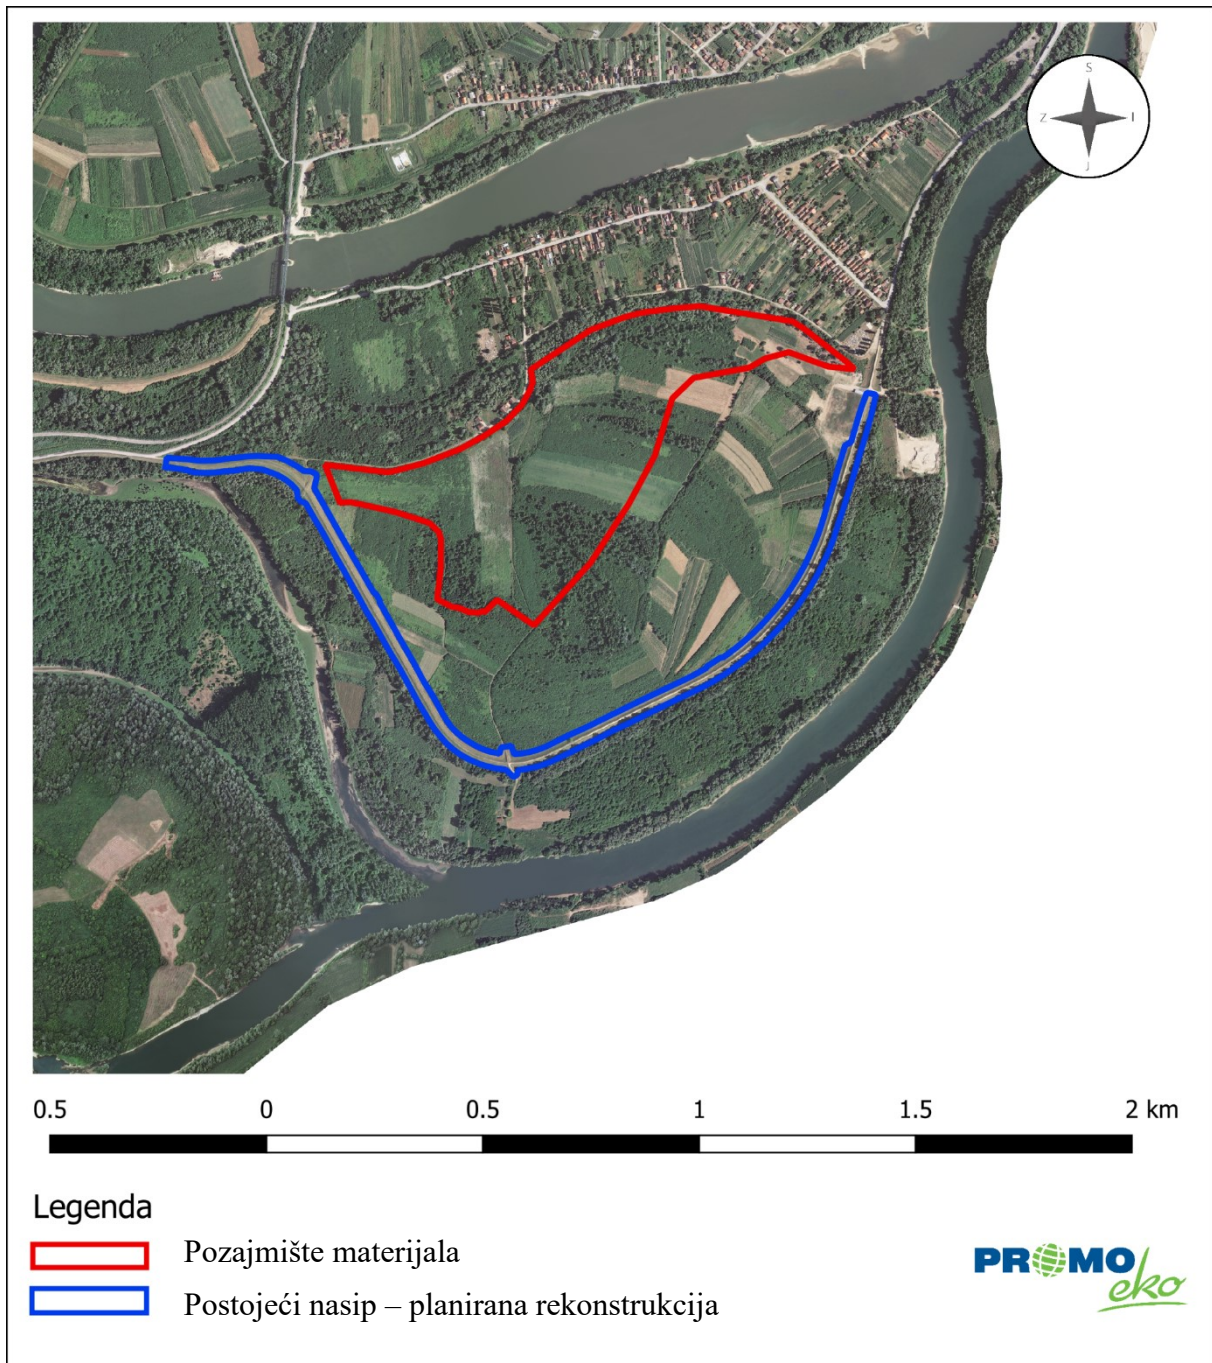 S
Z I
J
0.5 0 0.5 1 1.5 2 km
Legenda
Pozajmište materijala
Postojeći nasip – planirana rekonstrukcija
PROMO
eko